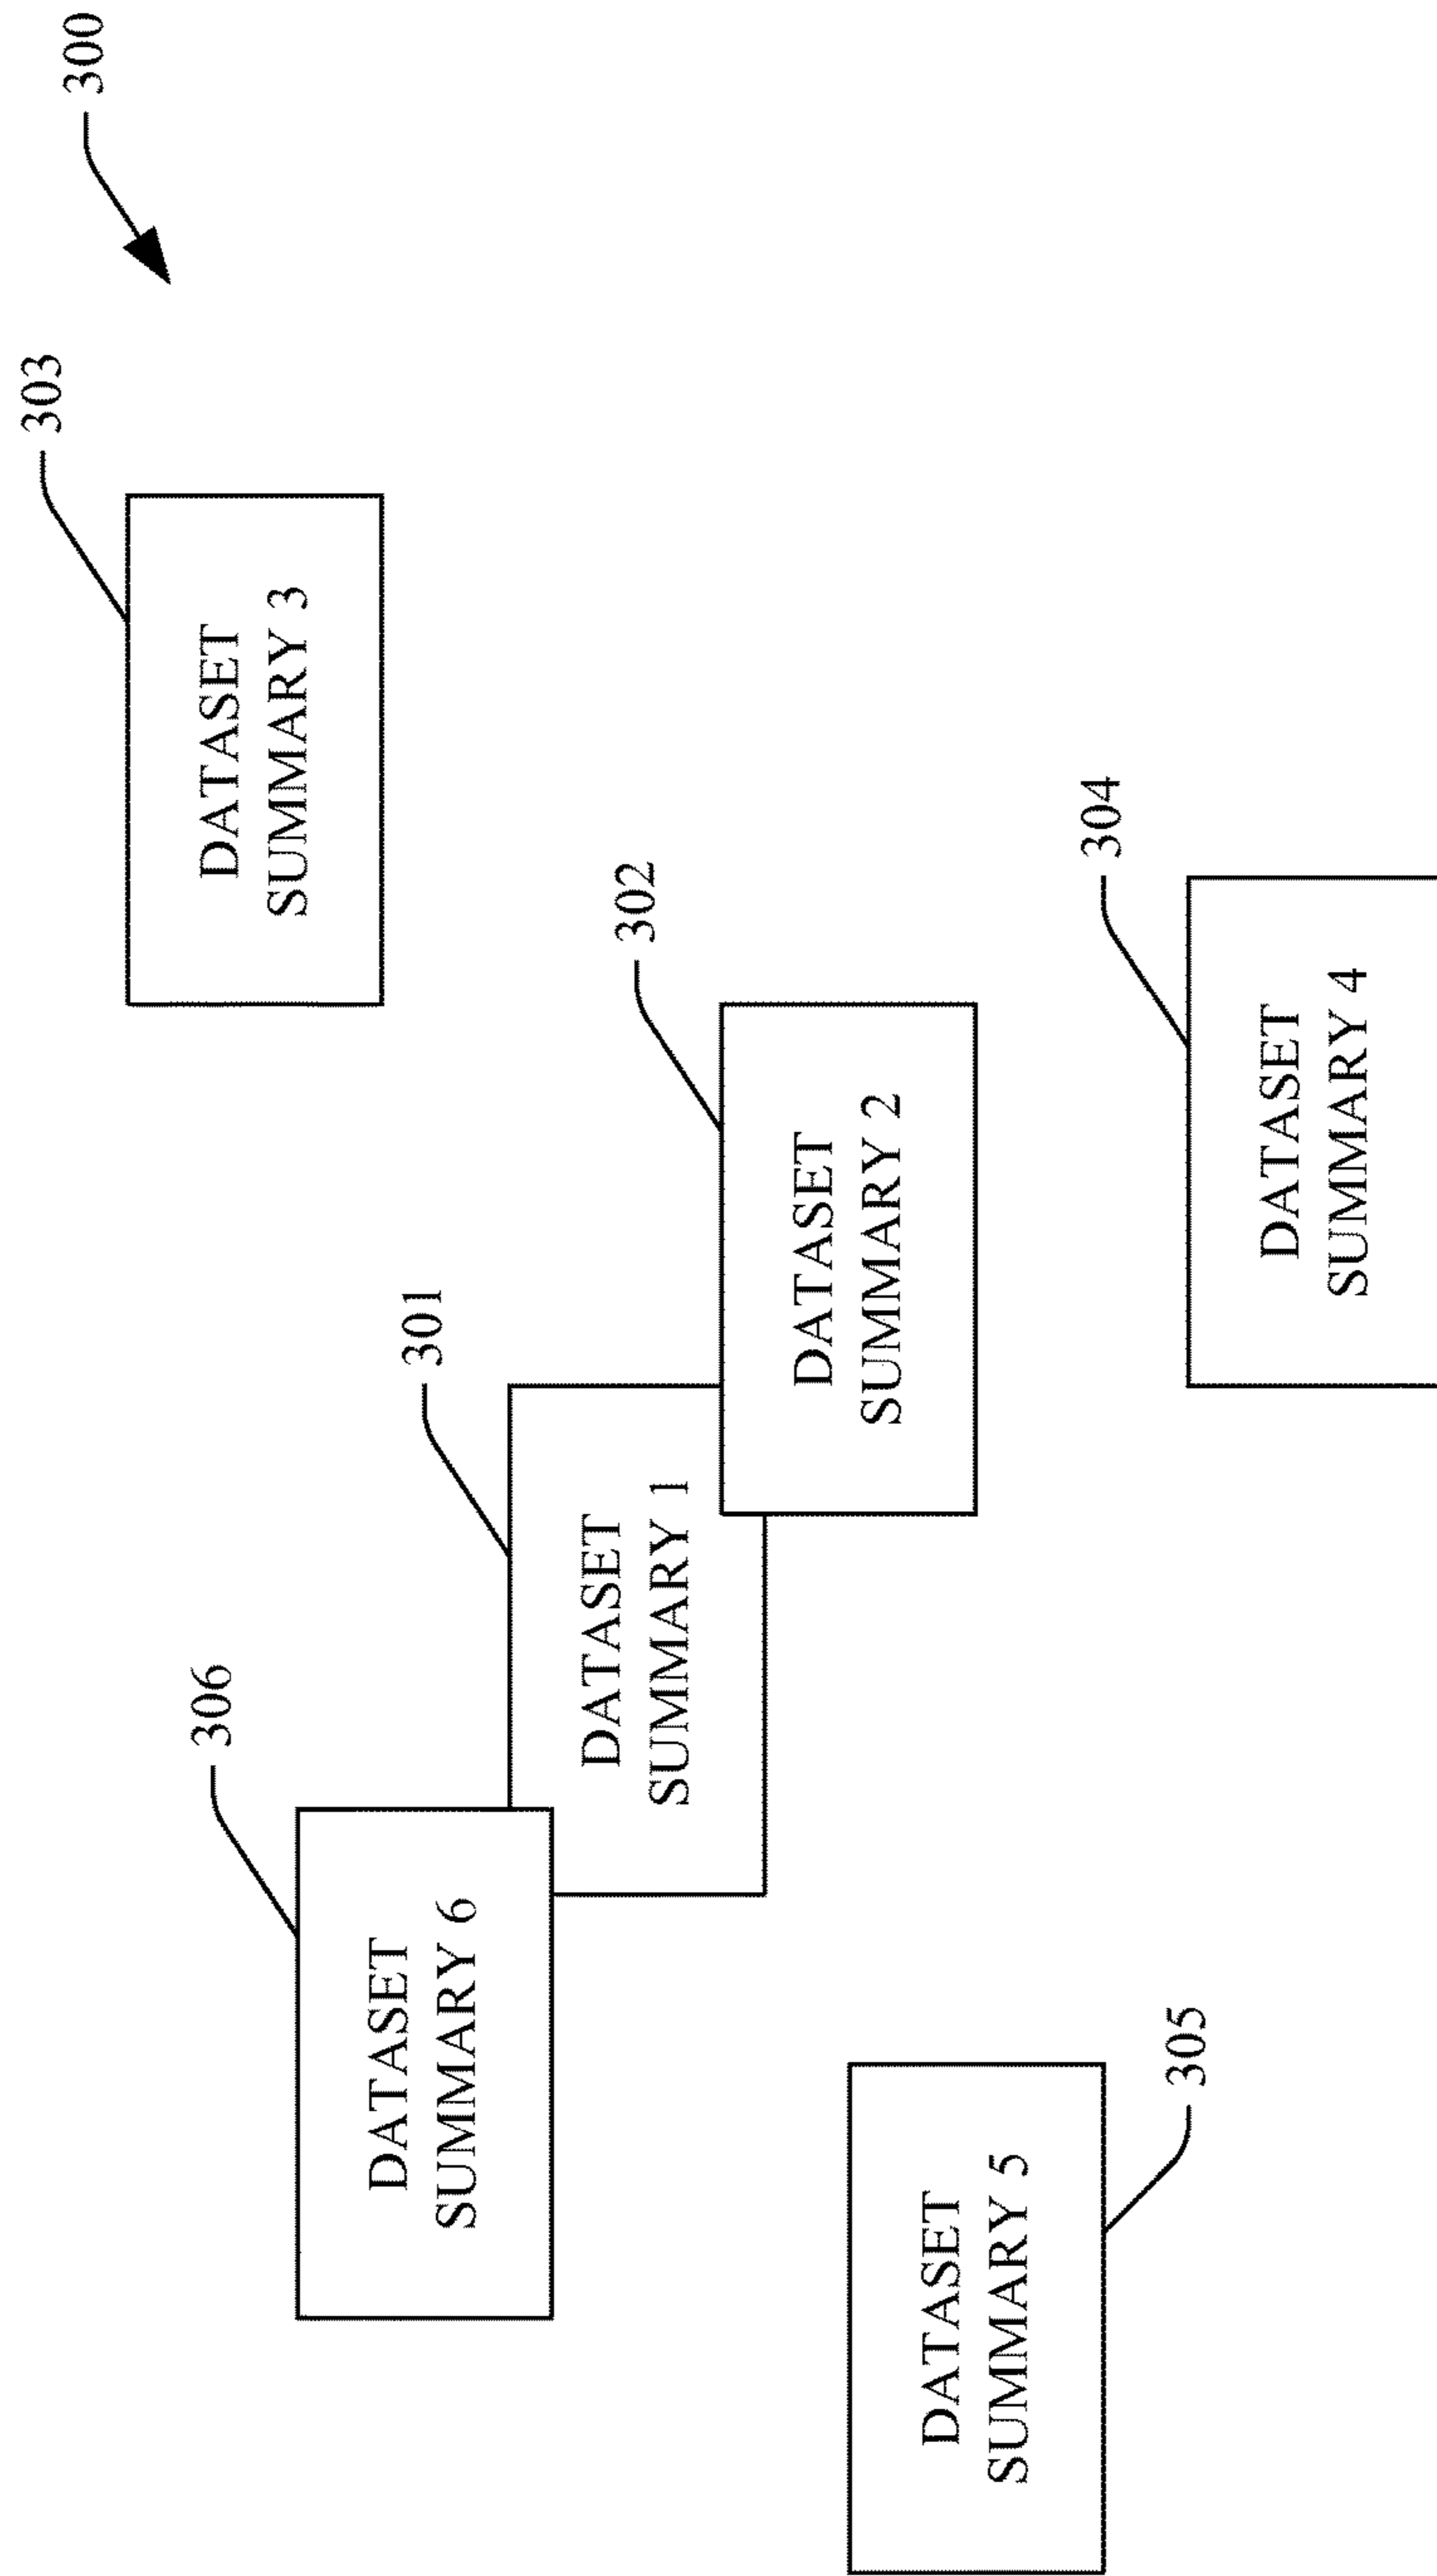 300
303
DATASET
SUMMARY 3
306
DATASET
SUMMARY 6
301
DATASET
SUMMARY 1
302
DATASET
SUMMARY 2
DATASET
SUMMARY 5
305
304
DATASET
SUMMARY 4